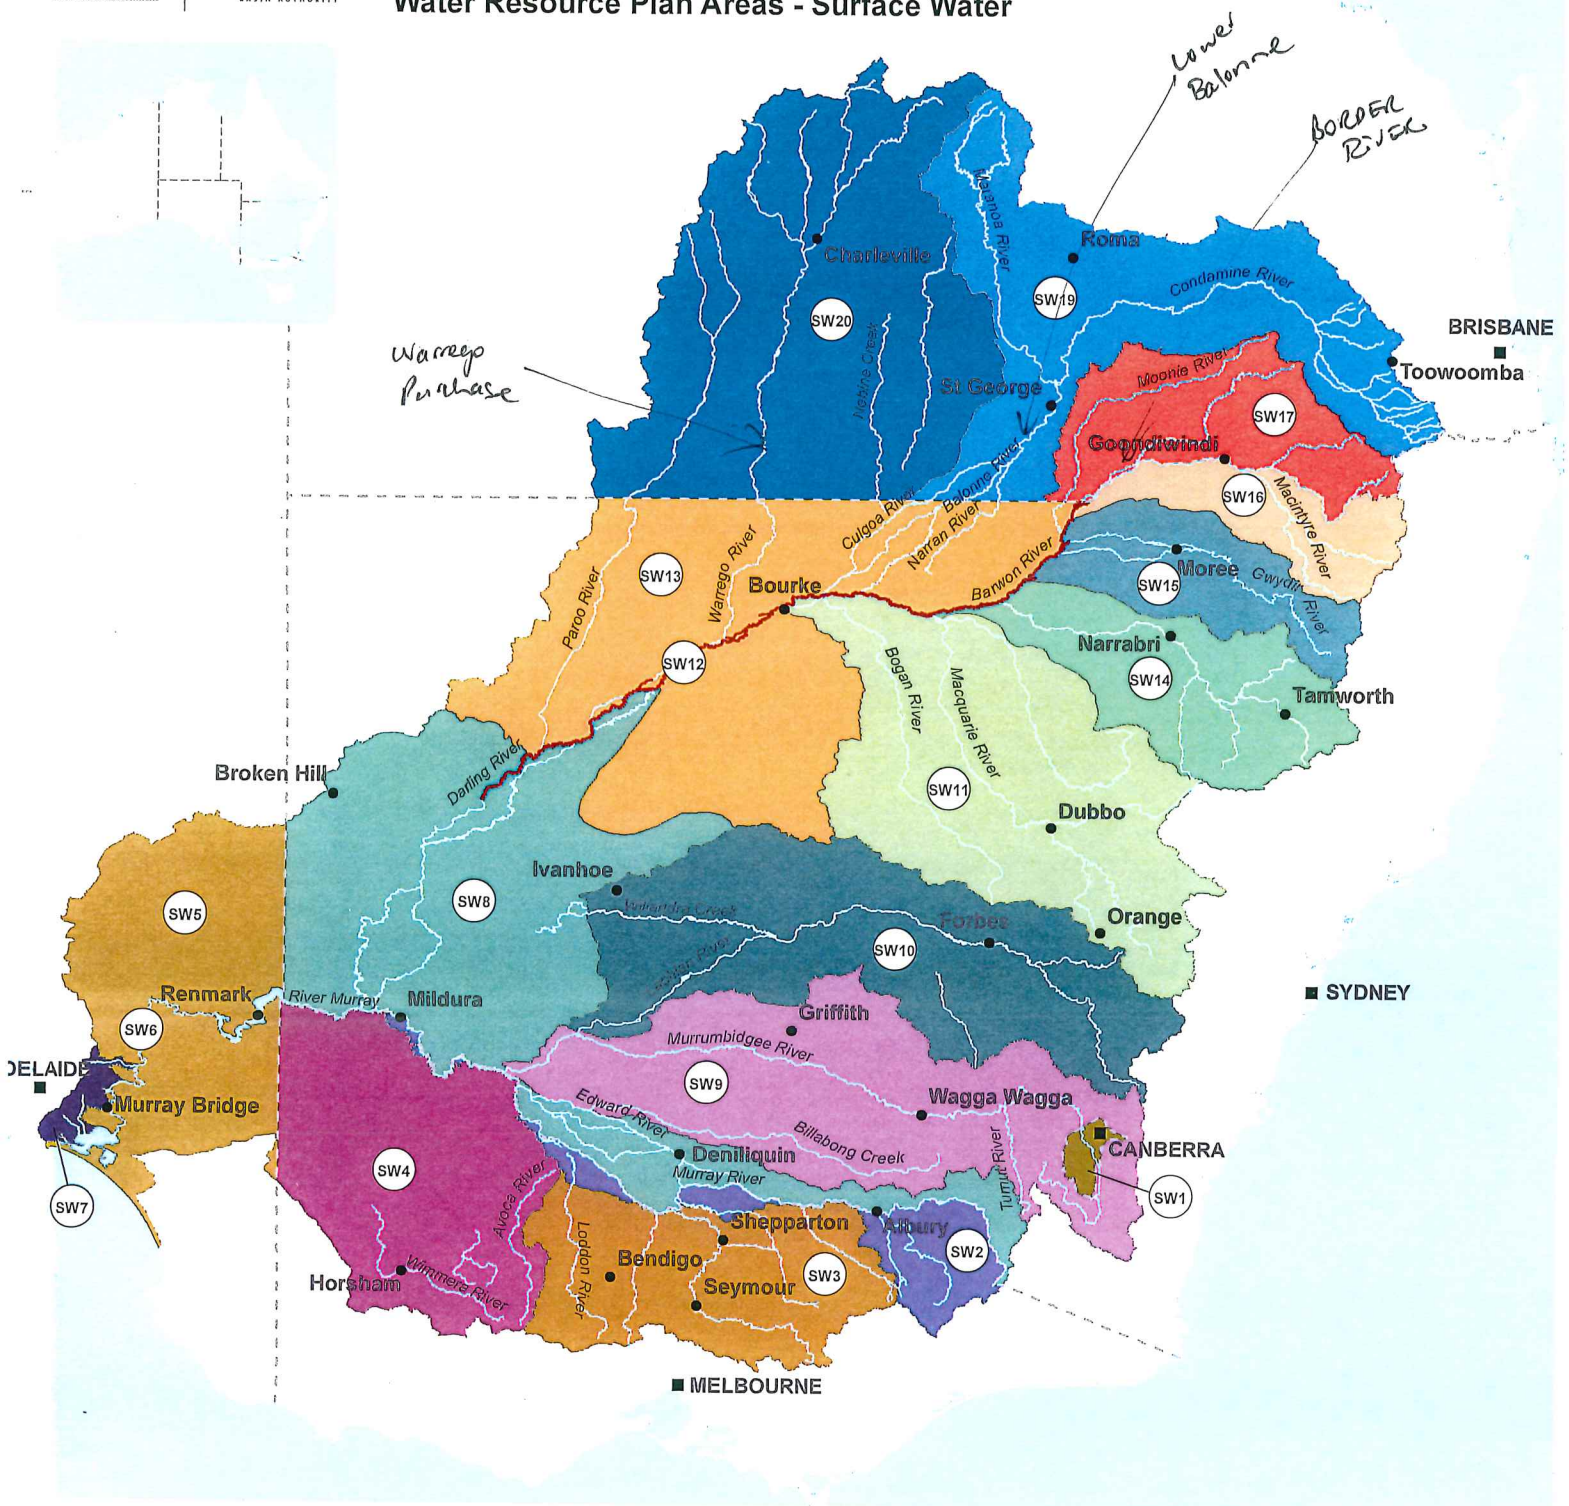 Water Resource Plan Areas - Surface Water
Lower
Balonne
BORDER
RIVER
Maranoa River
Roma
Charleville
Condamine River
SW19
SW20
BRISBANE
Warrego
Purchase
Nebine Creek
St George
Moonie River
Toowoomba
SW17
Goondiwindi
SW16
Balonne River
Culgoa River
Narran River
Macintyre River
SW13
Warrego River
Barwon River
Moree
Gwydir River
SW15
Bourke
Paroo River
Narrabri
SW12
SW14
Bogan River
Macquarie River
Tamworth
Darling River
Broken Hill
SW11
Dubbo
Ivanhoe
SW5
SW8
Willandra Creek
Forbes
Orange
SW10
Renmark
River Murray
Mildura
SYDNEY
SW6
Griffith
Murrumbidgee River
DELAIDE
SW9
Murray Bridge
Edward River
Wagga Wagga
Billabong Creek
CANBERRA
Deniliquin
SW4
Murray River
Tumut River
SW7
SW1
Avoca River
Shepparton
Albury
Loddon River
Bendigo
SW2
Horsham
Wimmera River
Seymour
SW3
MELBOURNE